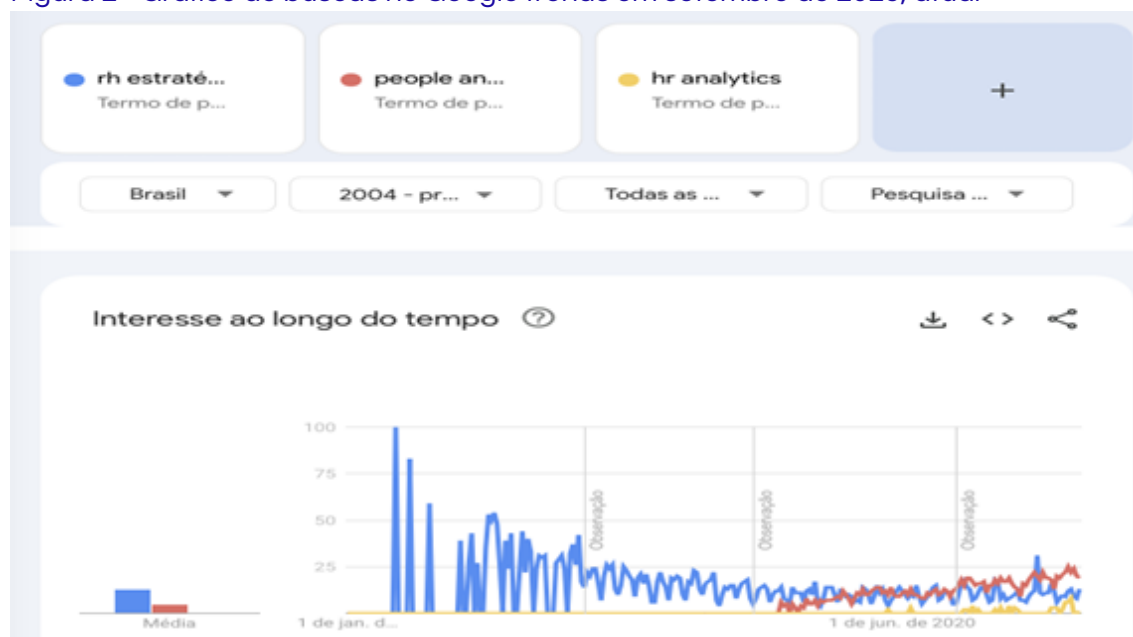 rh estraté...
Termo de p...
people an...
Termo de p...
hr analytics
Termo de p...
+
Brasil
2004 - pr...
Todas as ...
Pesquisa ...
Interesse ao longo do tempo
100
75
50
25
Observação
Observação
Observação
Média
1 de jan. d...
1 de jun. de 2020